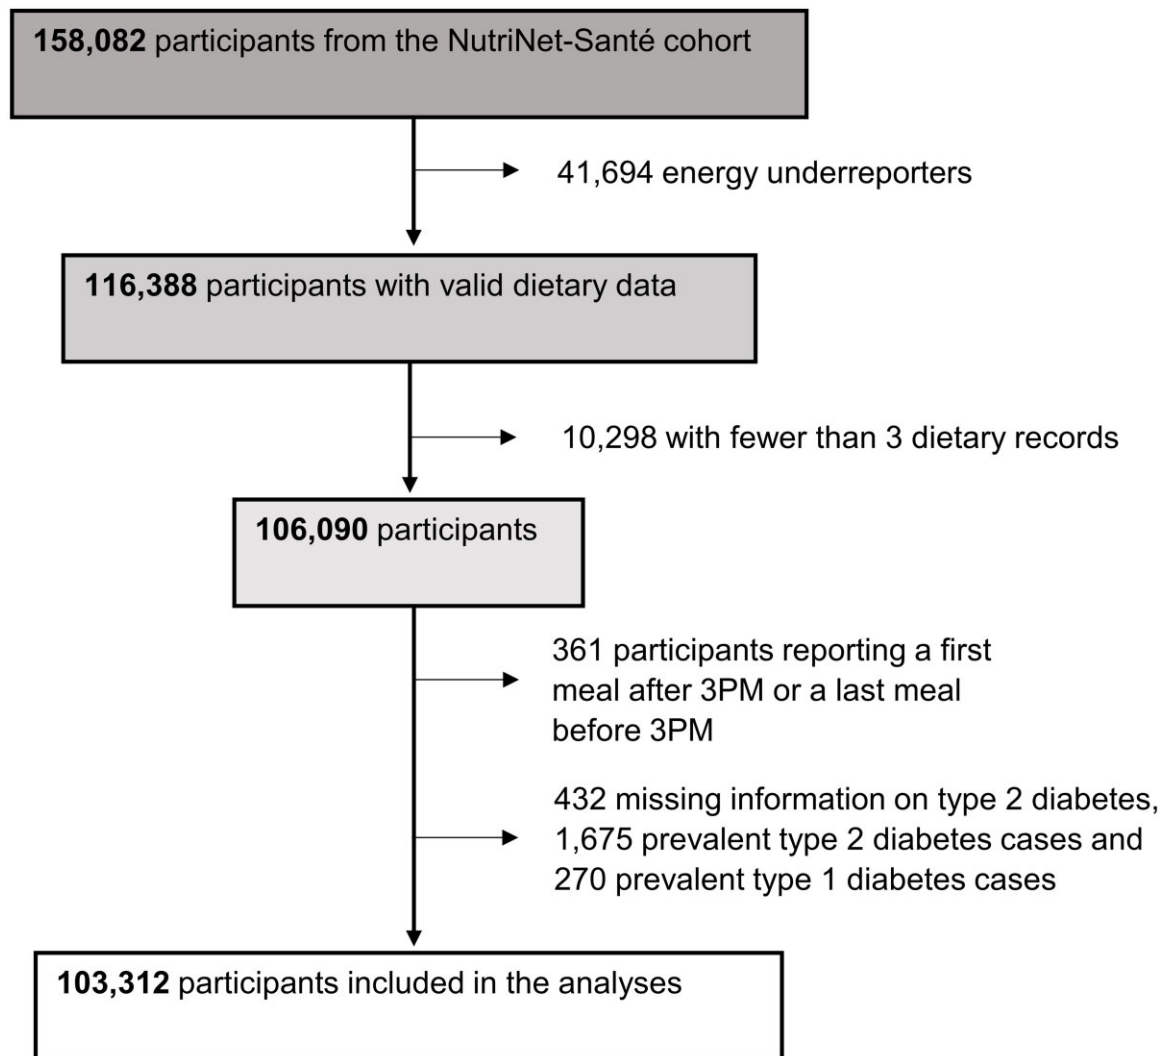 158,082 participants from the NutriNet-Santé cohort
41,694 energy underreporters
116,388 participants with valid dietary data
10,298 with fewer than 3 dietary records
106,090 participants
361 participants reporting a first
meal after 3PM or a last meal
before 3PM
432 missing information on type 2 diabetes,
1,675 prevalent type 2 diabetes cases and
270 prevalent type 1 diabetes cases
103,312 participants included in the analyses